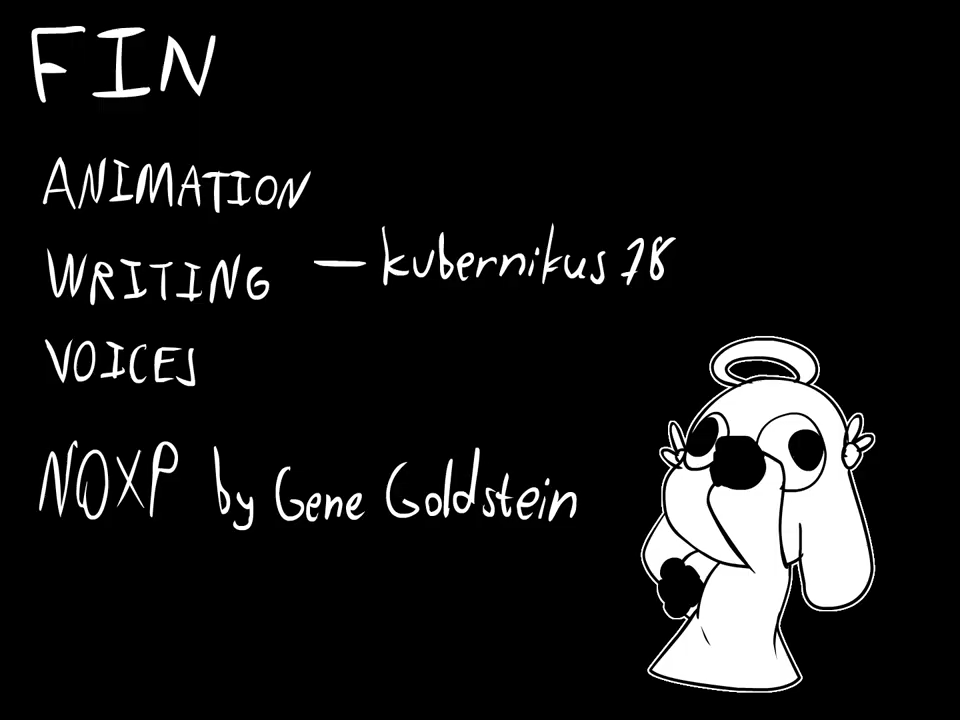 FIN
ANIMATION
WRITING — kubernikus78
VOICES
NOXP by Gene Goldstein